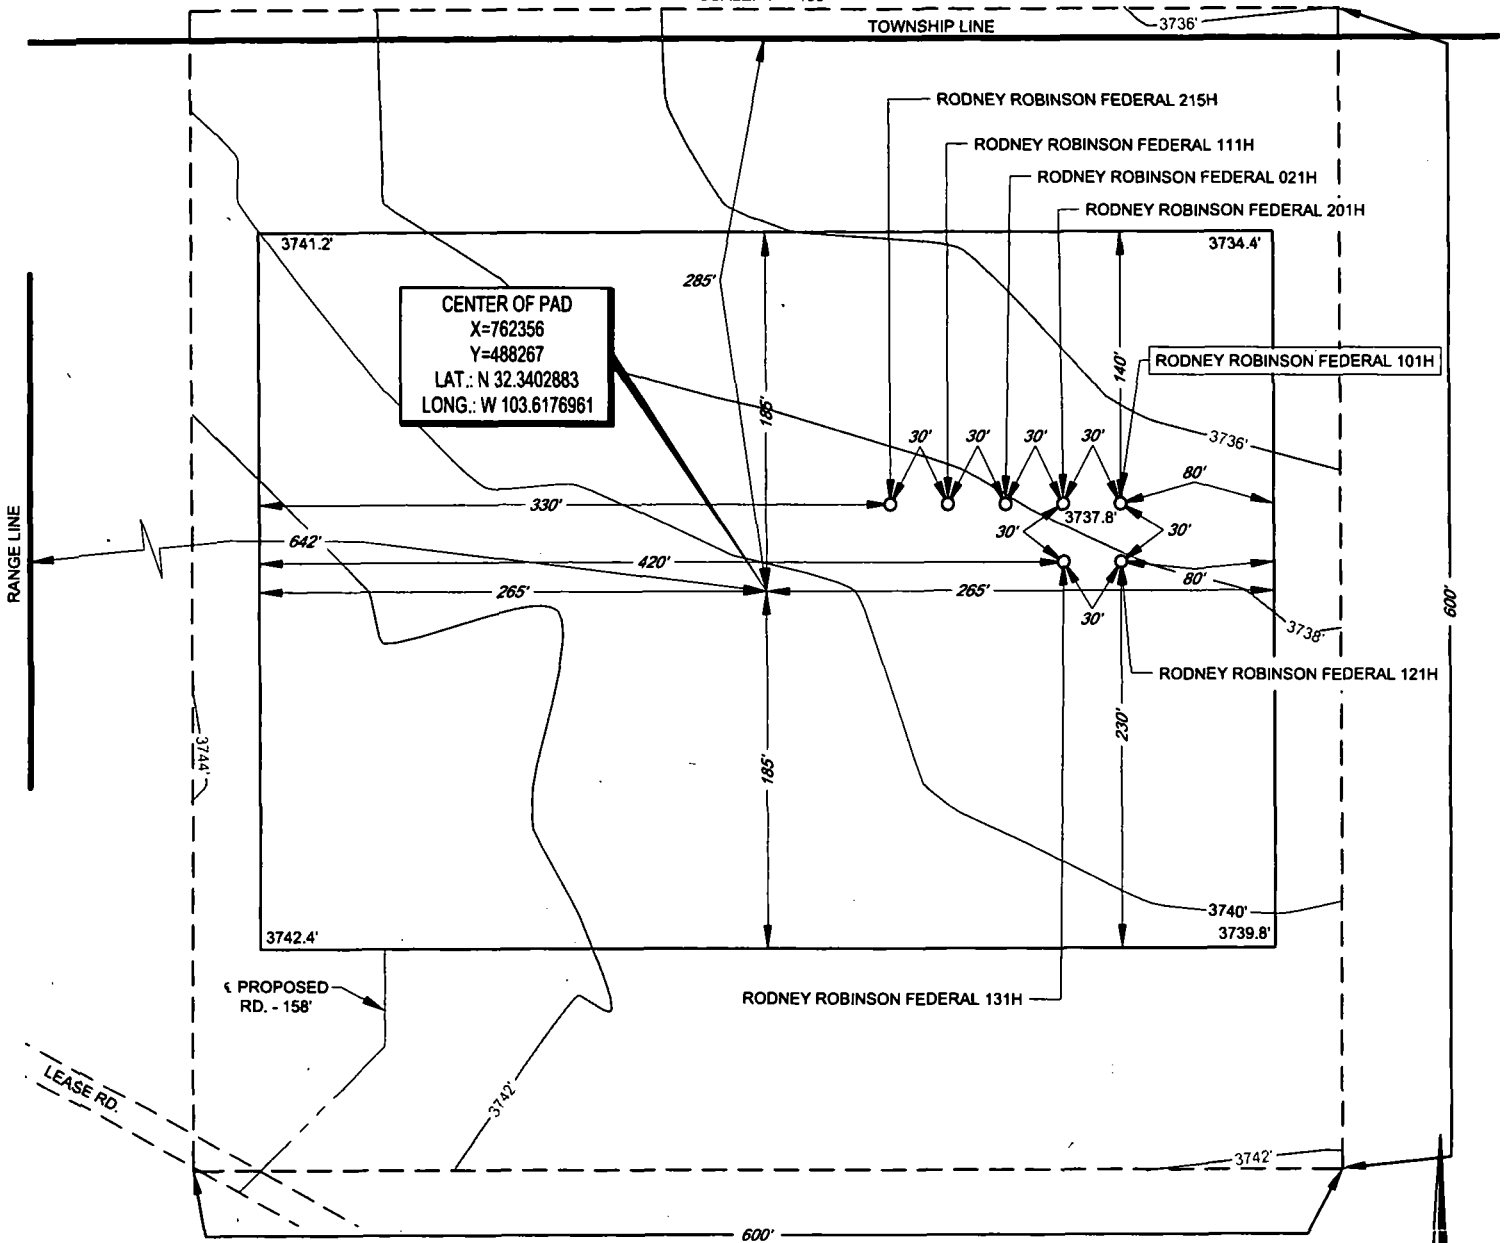 3736'
TOWNSHIP LINE
RODNEY ROBINSON FEDERAL 215H
RODNEY ROBINSON FEDERAL 111H
RODNEY ROBINSON FEDERAL 021H
RODNEY ROBINSON FEDERAL 201H
3741.2'
3734.4'
285'
CENTER OF PAD
X=762356
Y=488267
LAT.: N 32.3402883
LONG.: W 103.6176961
140'
RODNEY ROBINSON FEDERAL 101H
185'
3736'
30'
30'
30'
30'
80'
330'
3737.8'
RANGE LINE
642'
30'
30'
420'
80'
265'
265'
30'
600'
3738'
RODNEY ROBINSON FEDERAL 121H
3744'
185'
230'
3740'
3742.4'
3739.8'
PROPOSED
RD. - 158'
RODNEY ROBINSON FEDERAL 131H
LEASE RD.
3742'
3742'
600'